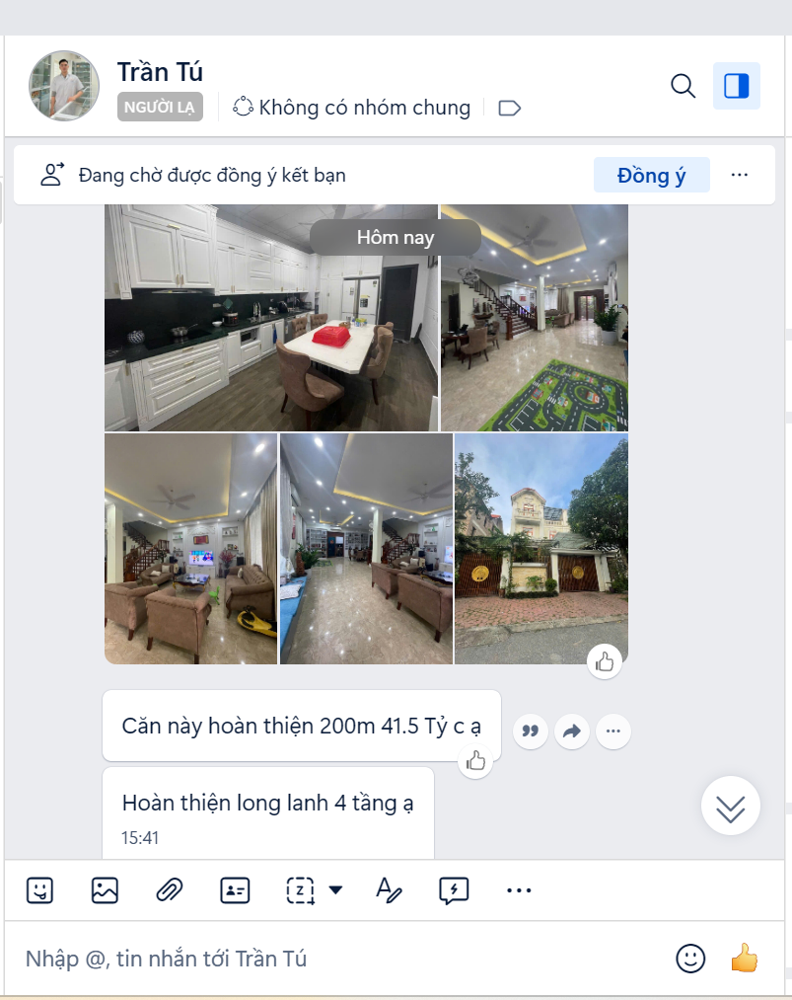 Trần Tú
NGƯỜI LẠ
Không có nhóm chung
Đang chờ được đồng ý kết bạn
Đồng ý
Hôm nay
Căn này hoàn thiện 200m 41.5 Tỷ c ạ
Hoàn thiện long lanh 4 tầng ạ
15:41
Nhập @, tin nhắn tới Trần Tú